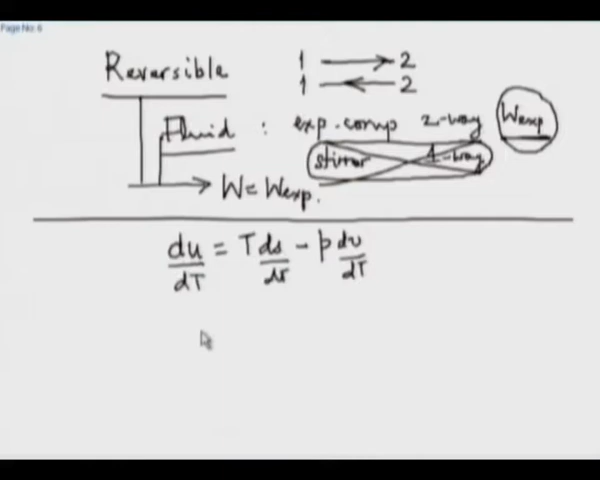 Page No. 6
Reversible 1 → 2
1 ← 2
Fluid : exp. comp 2-way Wexp
stirrer 1-way
W = Wexp.
du/dT = T ds/dT - p dv/dT